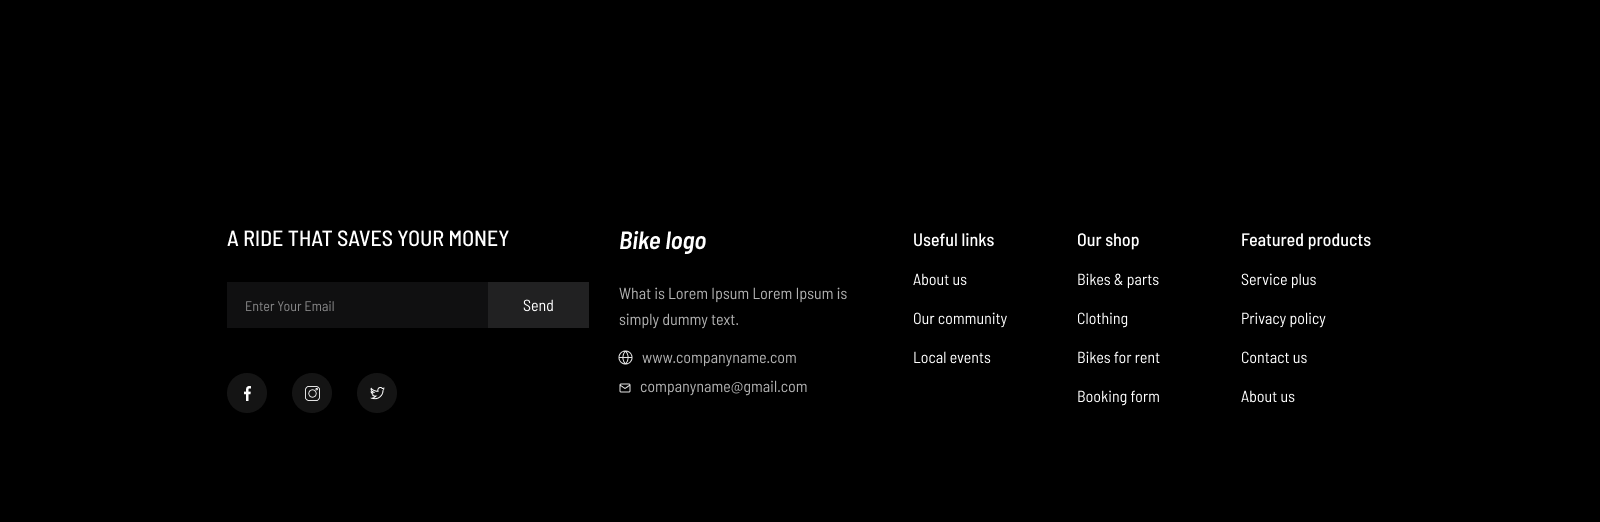 A RIDE THAT SAVES YOUR MONEY
Enter Your Email
Send
Bike logo
What is Lorem Ipsum Lorem Ipsum is
simply dummy text.
www.companyname.com
companyname@gmail.com
Useful links
About us
Our community
Local events
Our shop
Bikes & parts
Clothing
Bikes for rent
Booking form
Featured products
Service plus
Privacy policy
Contact us
About us